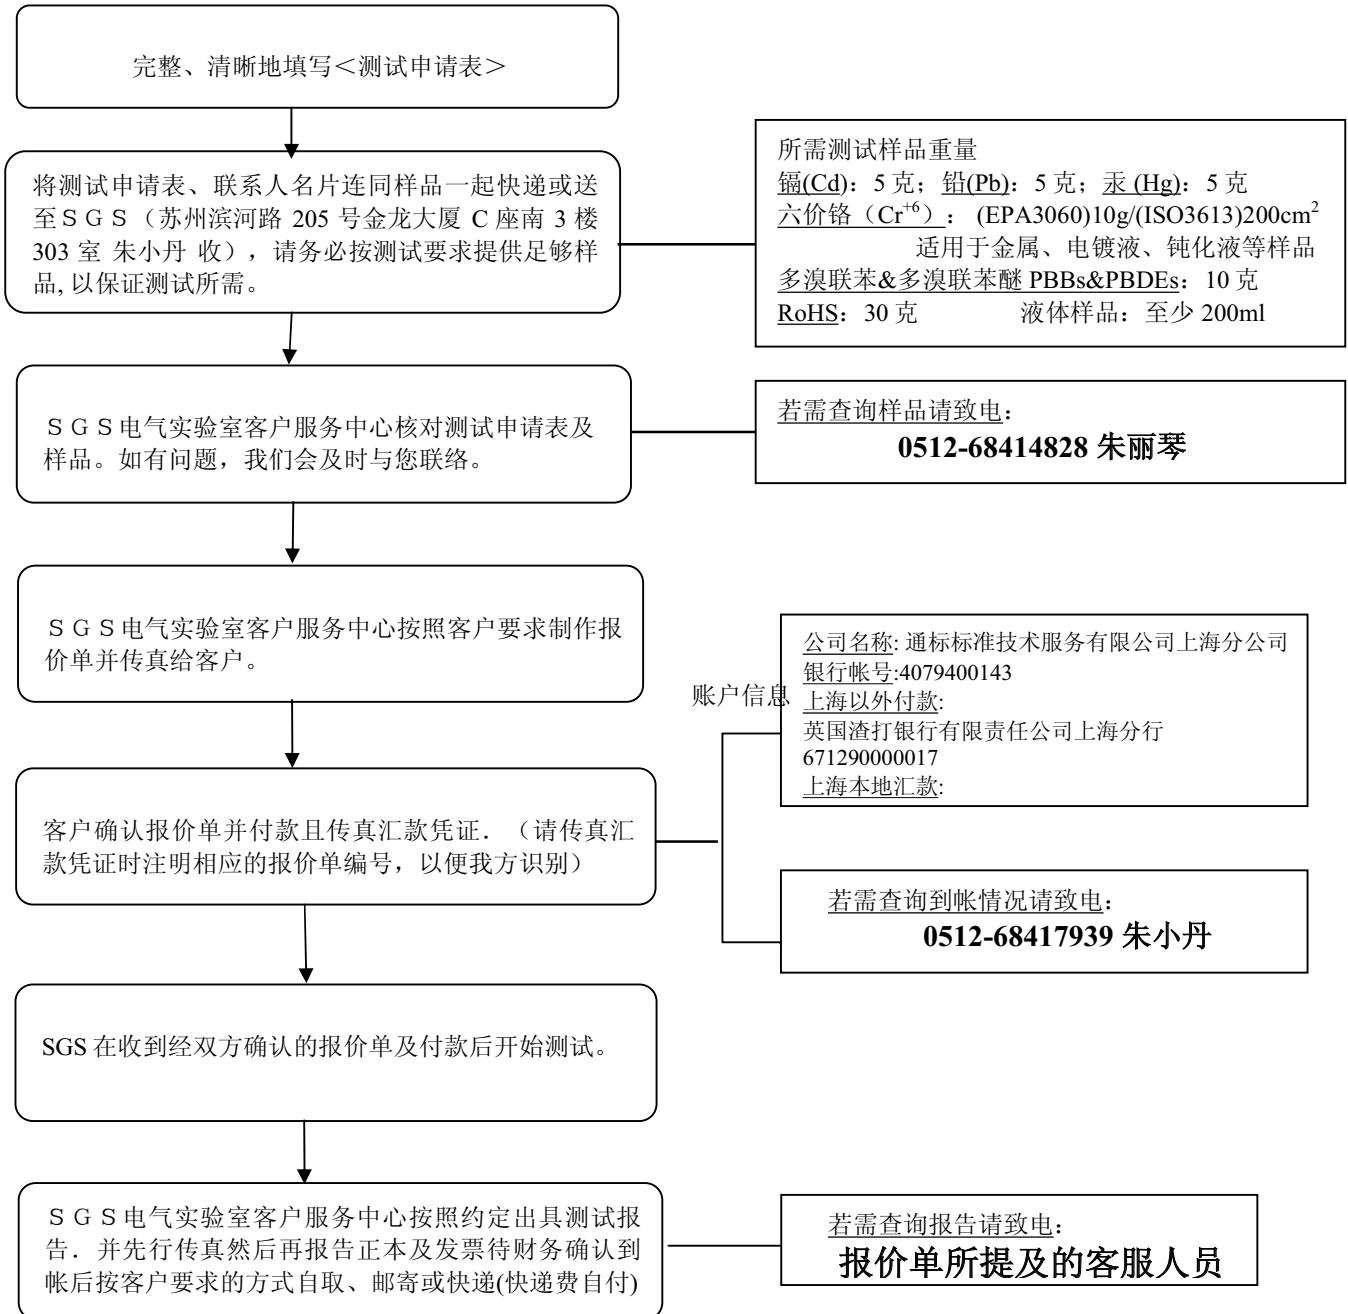 完整、清晰地填写＜测试申请表＞
将测试申请表、联系人名片连同样品一起快递或送
至ＳＧＳ（苏州滨河路 205 号金龙大厦 C 座南 3 楼
303 室 朱小丹 收），请务必按测试要求提供足够样
品, 以保证测试所需。
所需测试样品重量
镉(Cd)：5 克；铅(Pb)：5 克；汞 (Hg)：5 克
六价铬（Cr+6）： (EPA3060)10g/(ISO3613)200cm2
适用于金属、电镀液、钝化液等样品
多溴联苯&多溴联苯醚 PBBs&PBDEs：10 克
RoHS：30 克 液体样品：至少 200ml
ＳＧＳ电气实验室客户服务中心核对测试申请表及
样品。如有问题，我们会及时与您联络。
若需查询样品请致电：
0512-68414828 朱丽琴
ＳＧＳ电气实验室客户服务中心按照客户要求制作报
价单并传真给客户。
账户信息
公司名称: 通标标准技术服务有限公司上海分公司
银行帐号:4079400143
上海以外付款:
英国渣打银行有限责任公司上海分行
671290000017
上海本地汇款:
客户确认报价单并付款且传真汇款凭证．（请传真汇
款凭证时注明相应的报价单编号，以便我方识别）
若需查询到帐情况请致电：
0512-68417939 朱小丹
SGS 在收到经双方确认的报价单及付款后开始测试。
ＳＧＳ电气实验室客户服务中心按照约定出具测试报
告．并先行传真然后再报告正本及发票待财务确认到
帐后按客户要求的方式自取、邮寄或快递(快递费自付)
若需查询报告请致电：
报价单所提及的客服人员